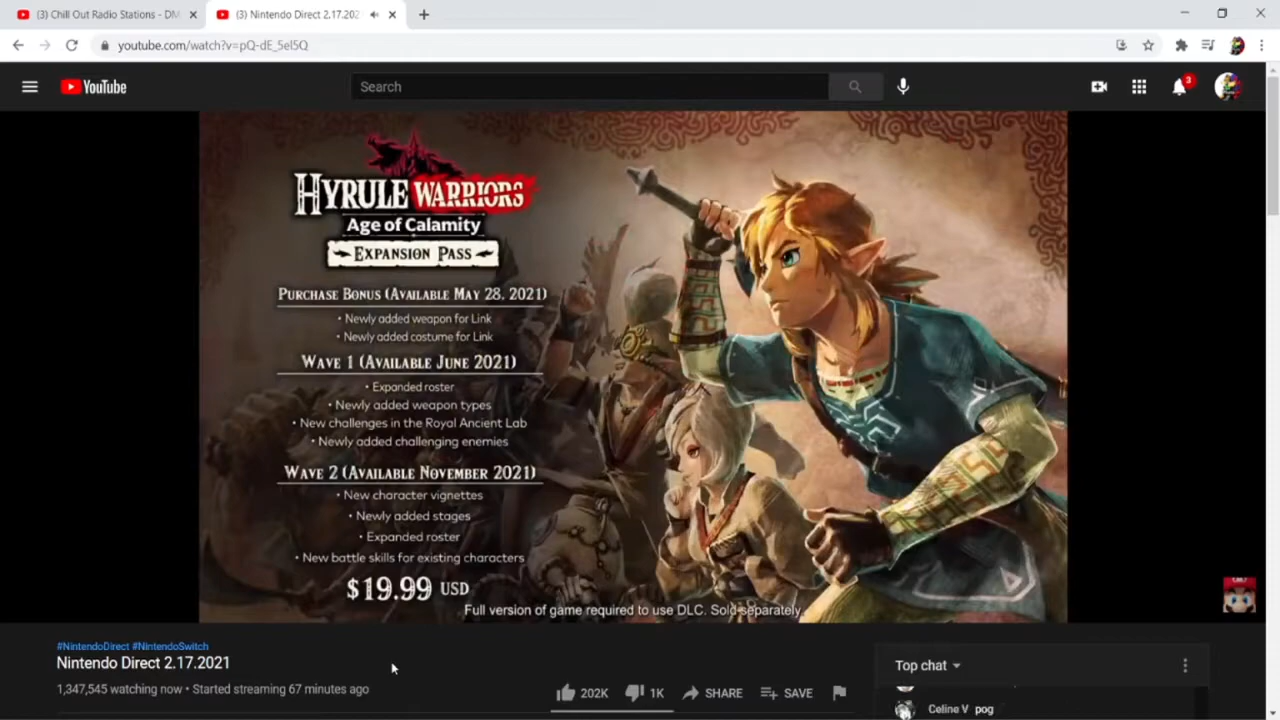 (3) Chill Out Radio Stations - DM
(3) Nintendo Direct 2.17.202
youtube.com/watch?v=pQ-dE_5el5Q
YouTube
Search
3
HYRULE WARRIORS
Age of Calamity
EXPANSION PASS
PURCHASE BONUS (AVAILABLE MAY 28, 2021)
• Newly added weapon for Link
• Newly added costume for Link
WAVE 1 (AVAILABLE JUNE 2021)
• Expanded roster
• Newly added weapon types
• New challenges in the Royal Ancient Lab
• Newly added challenging enemies
WAVE 2 (AVAILABLE NOVEMBER 2021)
• New character vignettes
• Newly added stages
• Expanded roster
• New battle skills for existing characters
$19.99 USD
Full version of game required to use DLC. Sold separately.
#NintendoDirect #NintendoSwitch
Nintendo Direct 2.17.2021
1,347,545 watching now • Started streaming 67 minutes ago
202K
1K
SHARE
SAVE
Top chat
Celine V pog